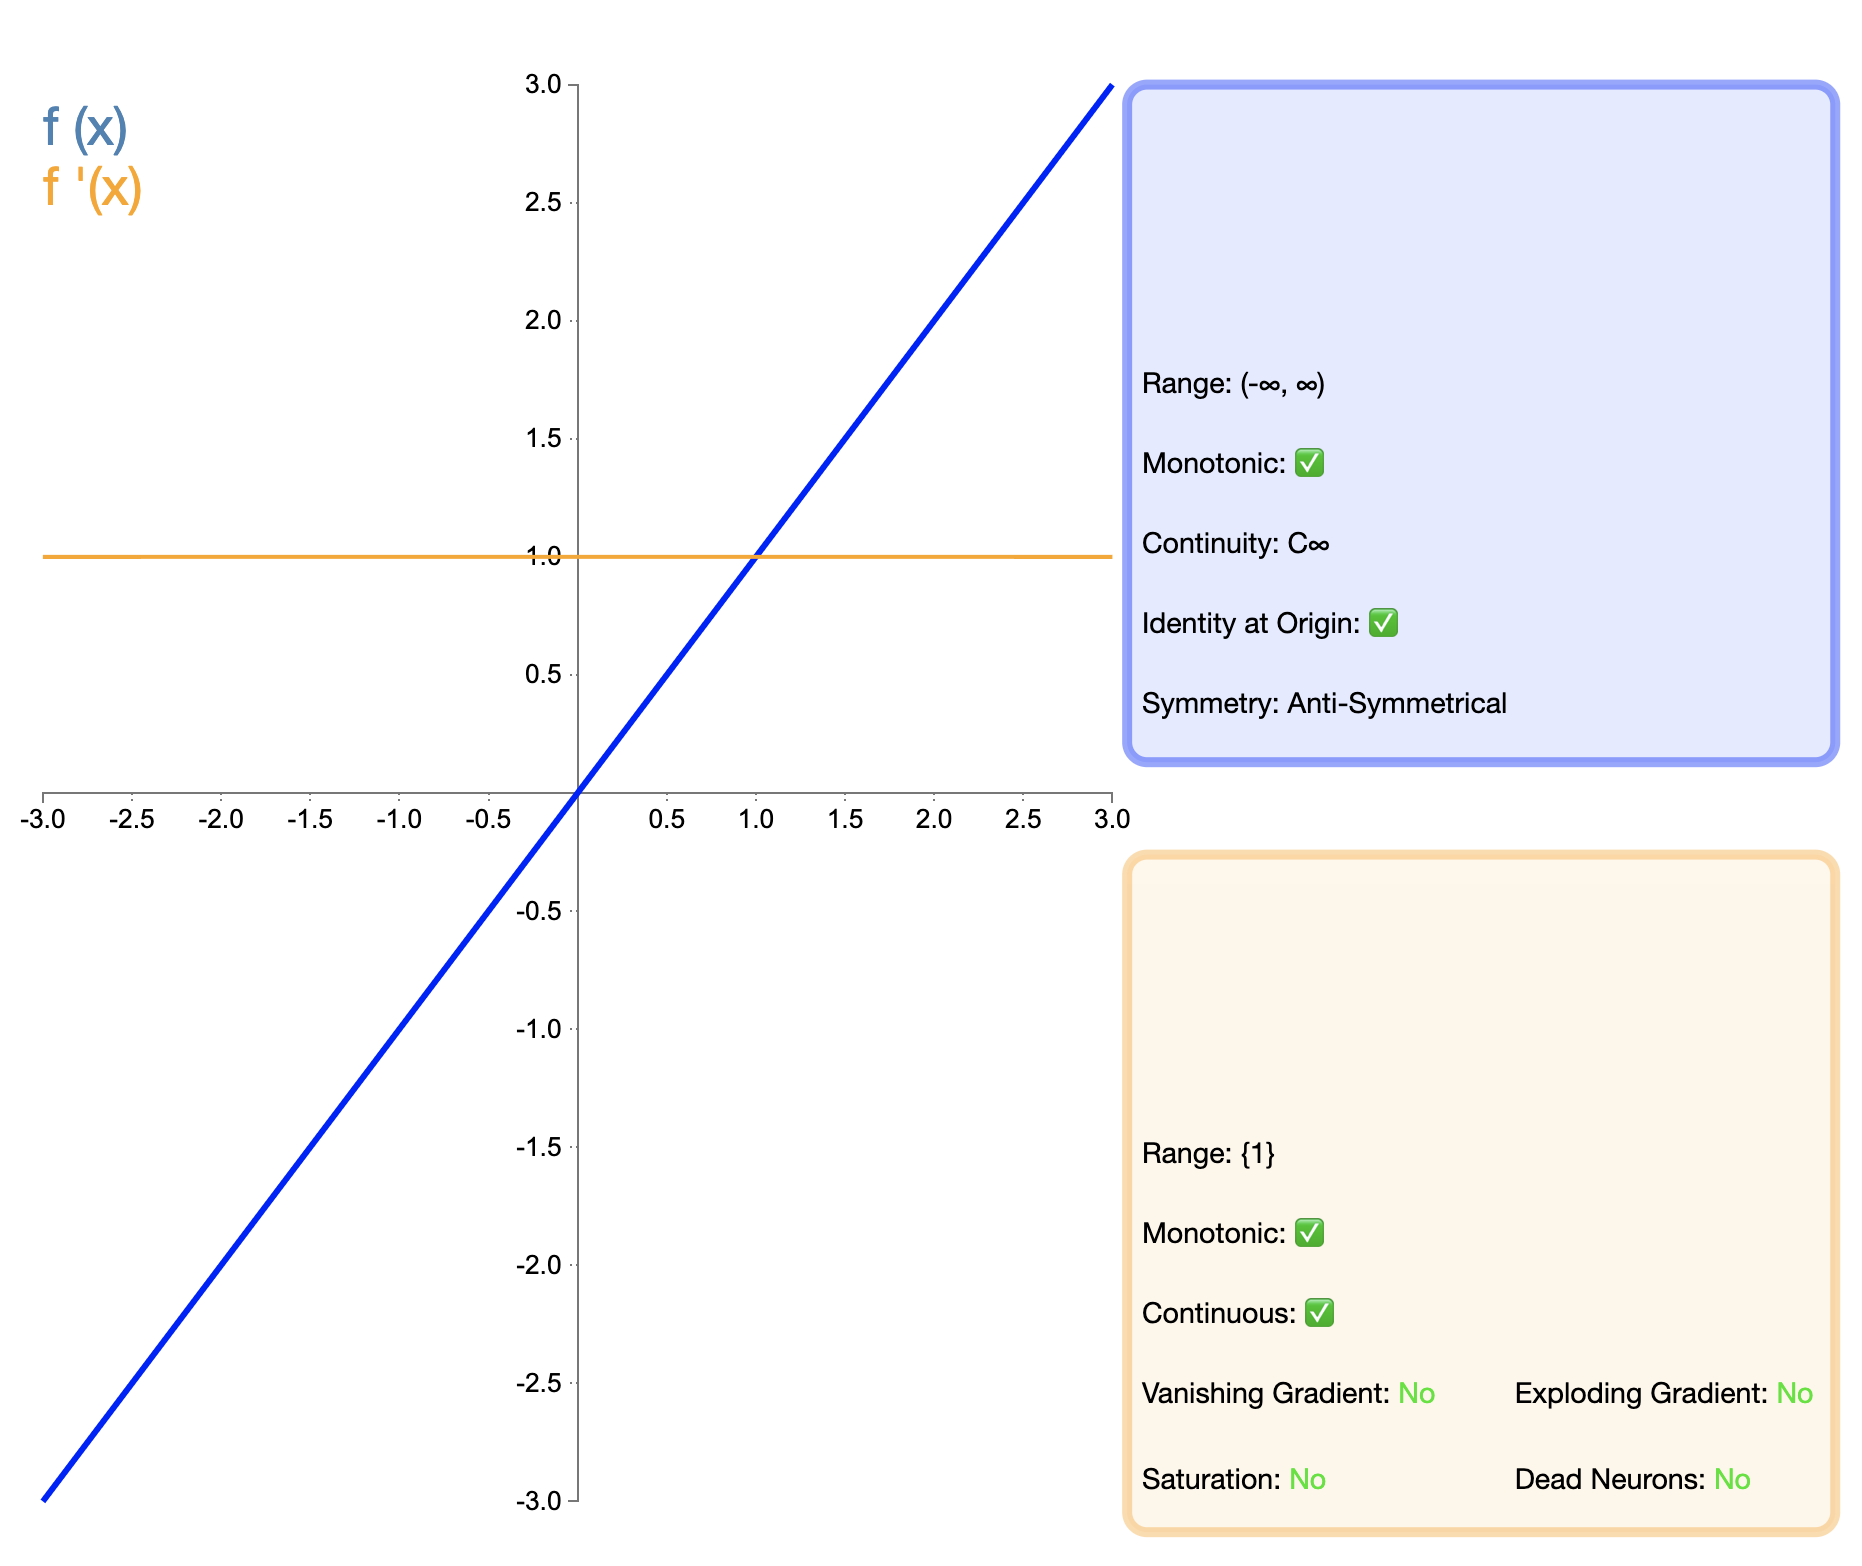 f (x)
f '(x)
3.0
2.5
2.0
1.5
1.0
0.5
-3.0 -2.5 -2.0 -1.5 -1.0 -0.5 0.5 1.0 1.5 2.0 2.5 3.0
-0.5
-1.0
-1.5
-2.0
-2.5
-3.0
Range: (-∞, ∞)
Monotonic: ✅
Continuity: C∞
Identity at Origin: ✅
Symmetry: Anti-Symmetrical
Range: {1}
Monotonic: ✅
Continuous: ✅
Vanishing Gradient: No Exploding Gradient: No
Saturation: No Dead Neurons: No